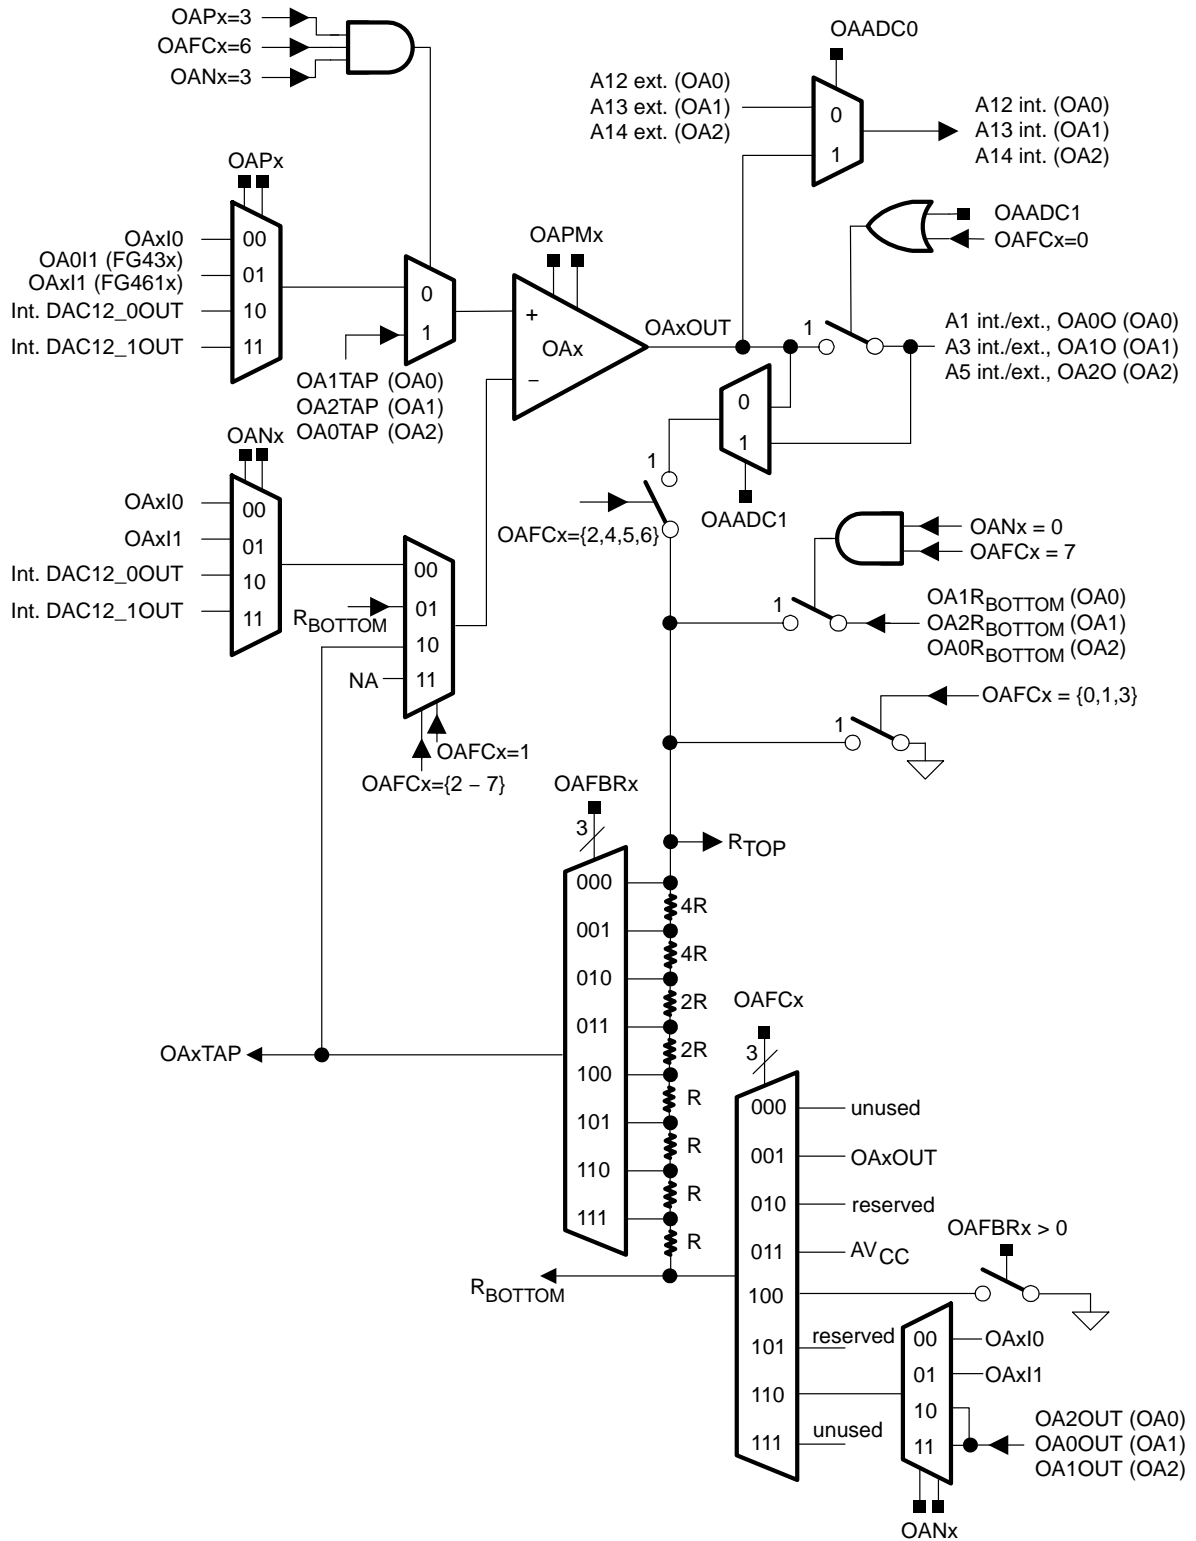 OAPx=3
OAFCx=6
OANx=3
OAADC0
A12 ext. (OA0)
A13 ext. (OA1)
A14 ext. (OA2)
0
1
A12 int. (OA0)
A13 int. (OA1)
A14 int. (OA2)
OAPx
OAxI0
OA0I1 (FG43x)
OAxI1 (FG461x)
Int. DAC12_0OUT
Int. DAC12_1OUT
00
01
10
11
0
1
OA1TAP (OA0)
OA2TAP (OA1)
OA0TAP (OA2)
OAPMx
+
OAx
−
OAxOUT
OAADC1
OAFCx=0
1
A1 int./ext., OA0O (OA0)
A3 int./ext., OA1O (OA1)
A5 int./ext., OA2O (OA2)
0
1
OAADC1
1
OAFCx={2,4,5,6}
OANx
OAxI0
OAxI1
Int. DAC12_0OUT
Int. DAC12_1OUT
00
01
10
11
00
01
10
11
RBOTTOM
NA
OAFCx=1
OAFCx={2 − 7}
OANx = 0
OAFCx = 7
1
OA1RBOTTOM (OA0)
OA2RBOTTOM (OA1)
OA0RBOTTOM (OA2)
OAFCx = {0,1,3}
1
OAFBRx
3
RTOP
000
001
010
011
100
101
110
111
4R
4R
2R
2R
R
R
R
R
OAxTAP
RBOTTOM
OAFCx
3
000 unused
001 OAxOUT
010 reserved
011 AVCC
100
101 reserved
110
111 unused
OAFBRx > 0
00 OAxI0
01 OAxI1
10
11
OA2OUT (OA0)
OA0OUT (OA1)
OA1OUT (OA2)
OANx